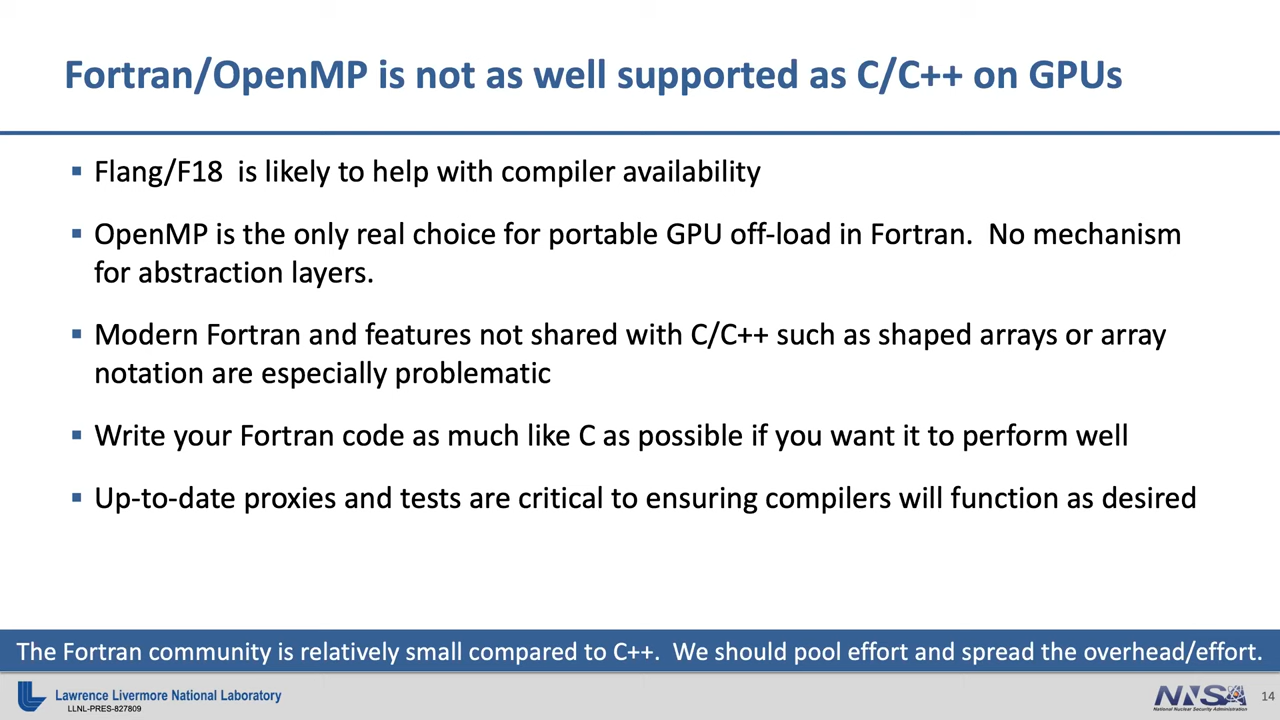 Fortran/OpenMP is not as well supported as C/C++ on GPUs
▪ Flang/F18  is likely to help with compiler availability
▪ OpenMP is the only real choice for portable GPU off-load in Fortran.  No mechanism
for abstraction layers.
▪ Modern Fortran and features not shared with C/C++ such as shaped arrays or array
notation are especially problematic
▪ Write your Fortran code as much like C as possible if you want it to perform well
▪ Up-to-date proxies and tests are critical to ensuring compilers will function as desired
The Fortran community is relatively small compared to C++.  We should pool effort and spread the overhead/effort.
Lawrence Livermore National Laboratory
LLNL-PRES-827809
NNSA
National Nuclear Security Administration
14